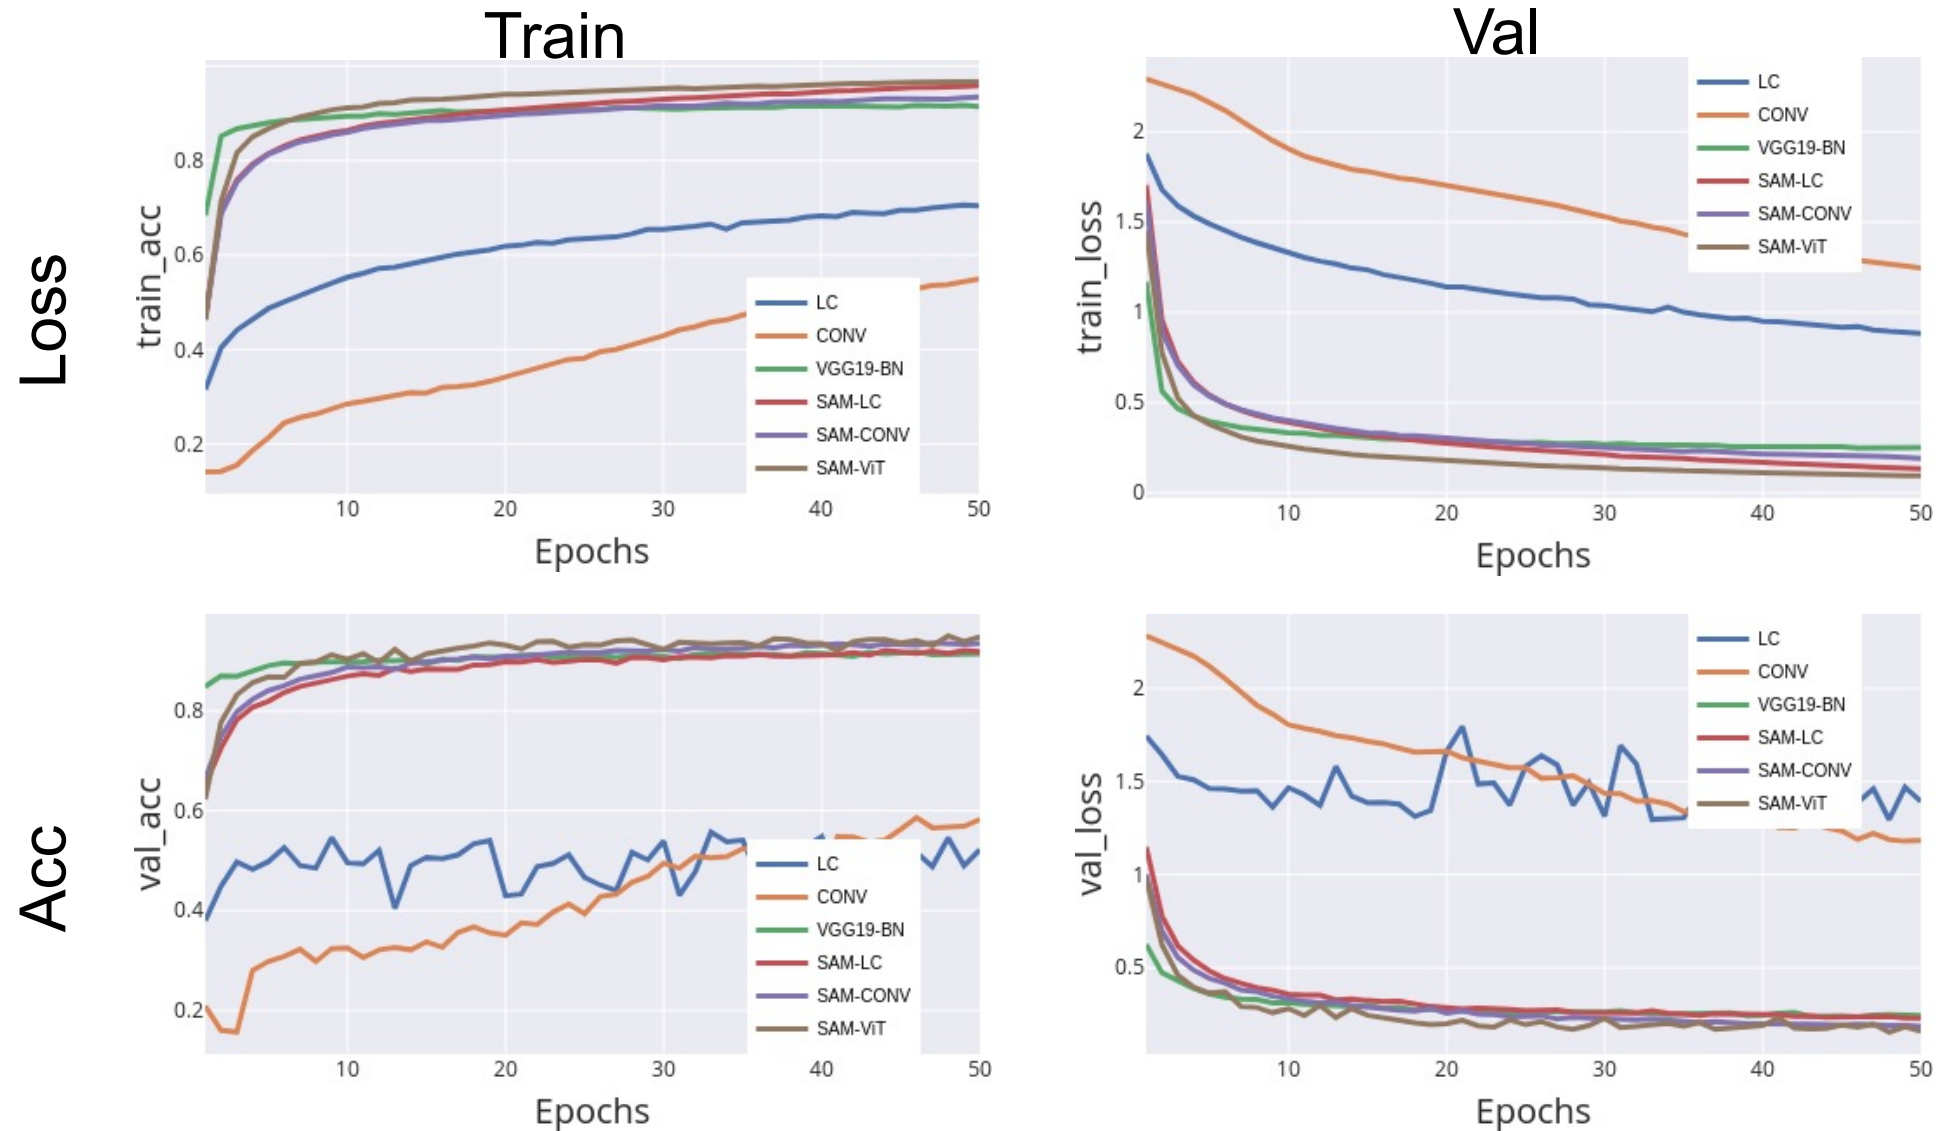 Train
Val
Loss
Acc
train_acc
0.8
0.6
0.4
0.2
10
20
30
40
50
Epochs
LC
CONV
VGG19-BN
SAM-LC
SAM-CONV
SAM-ViT
train_loss
2
1.5
1
0.5
0
10
20
30
40
50
Epochs
LC
CONV
VGG19-BN
SAM-LC
SAM-CONV
SAM-ViT
val_acc
0.8
0.6
0.4
0.2
10
20
30
40
50
Epochs
LC
CONV
VGG19-BN
SAM-LC
SAM-CONV
SAM-ViT
val_loss
2
1.5
1
0.5
10
20
30
40
50
Epochs
LC
CONV
VGG19-BN
SAM-LC
SAM-CONV
SAM-ViT